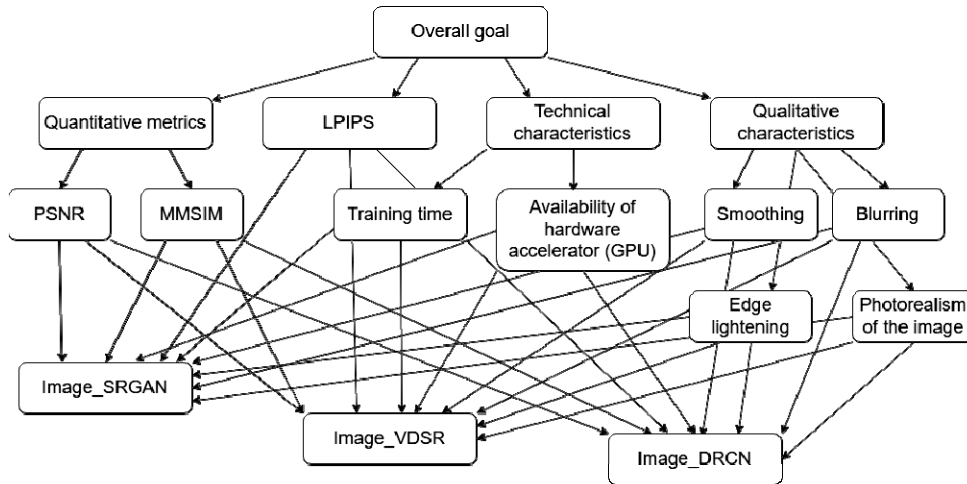 Overall goal
Quantitative metrics
LPIPS
Technical
characteristics
Qualitative
characteristics
PSNR
MMSIM
Training time
Availability of
hardware
accelerator (GPU)
Smoothing
Blurring
Edge
lightening
Photorealism
of the image
Image_SRGAN
Image_VDSR
Image_DRCN